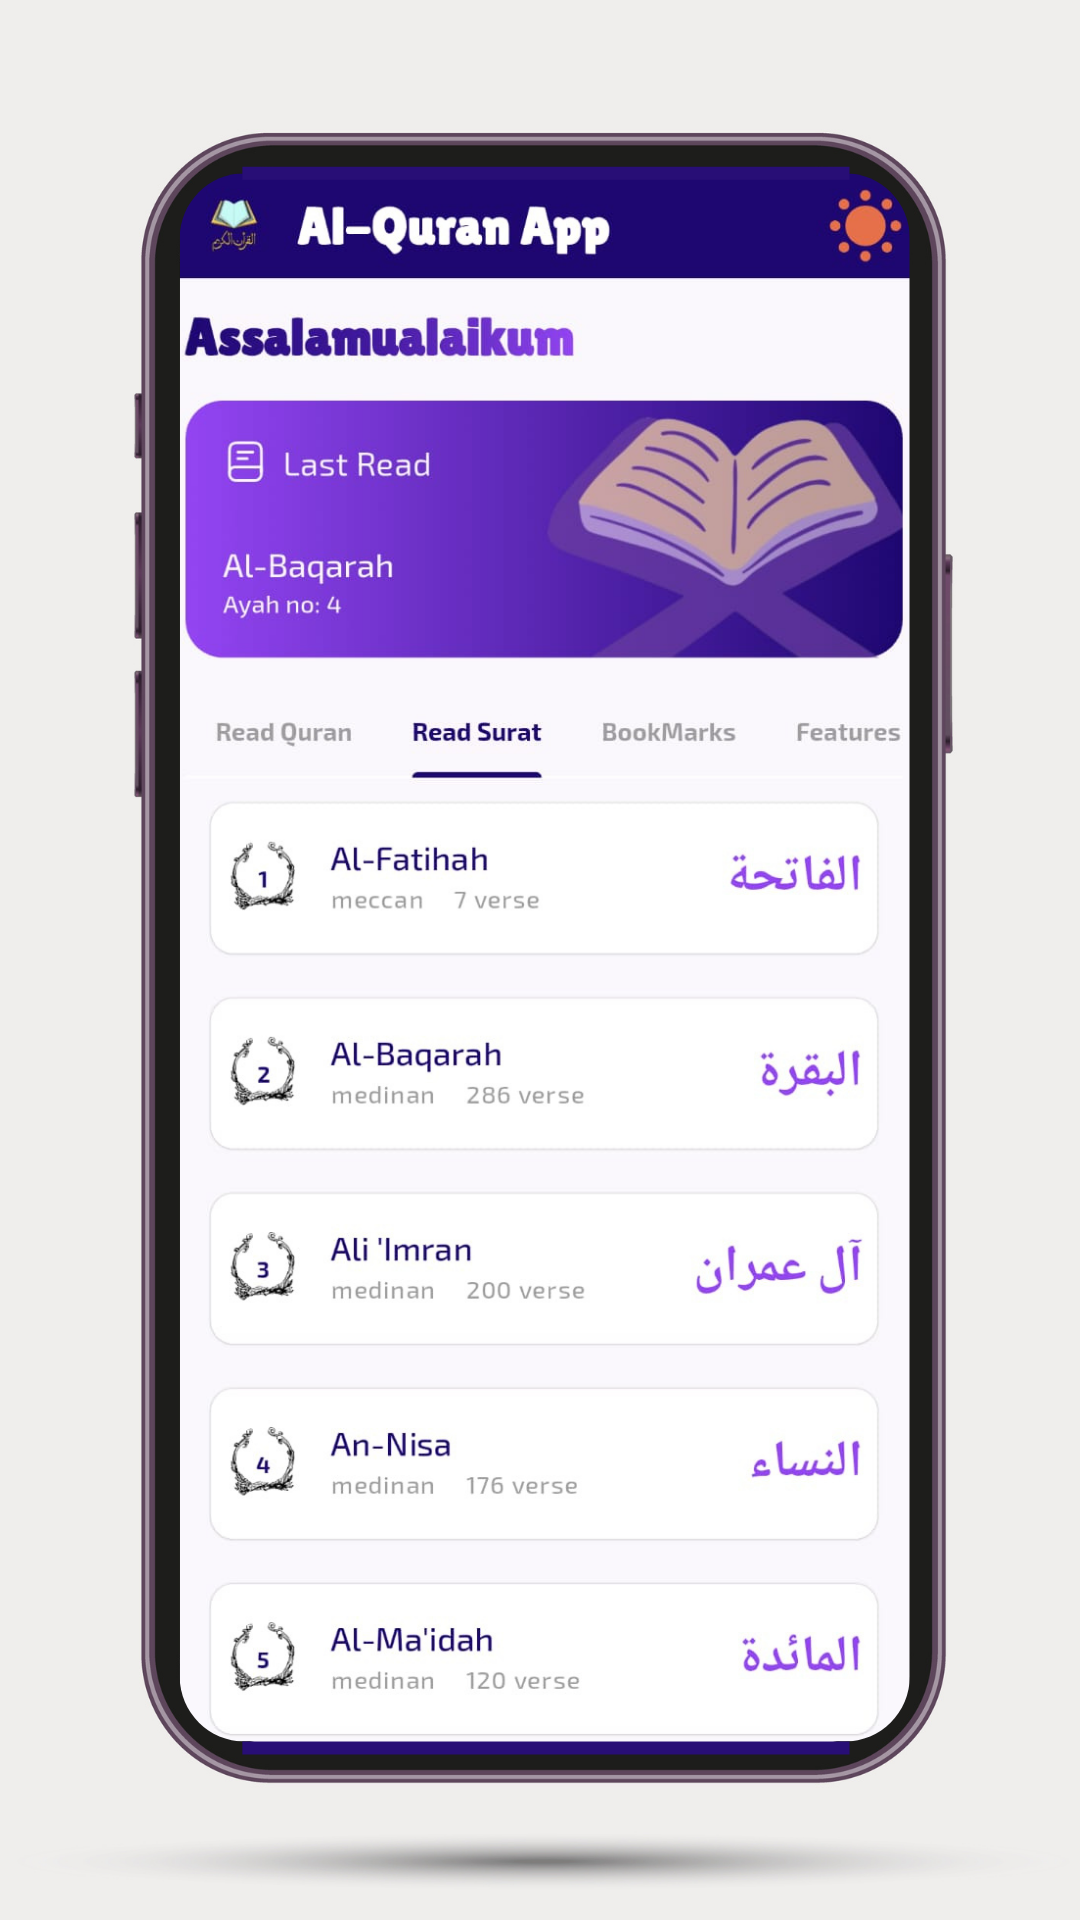 القرآن الكريم
Al-Quran App
Assalamualaikum
Last Read
Al-Baqarah
Ayah no: 4
Read Quran Read Surat BookMarks Features
1 Al-Fatihah الفاتحة
meccan 7 verse
2 Al-Baqarah البقرة
medinan 286 verse
3 Ali 'Imran آل عمران
medinan 200 verse
4 An-Nisa النساء
medinan 176 verse
5 Al-Ma'idah المائدة
medinan 120 verse